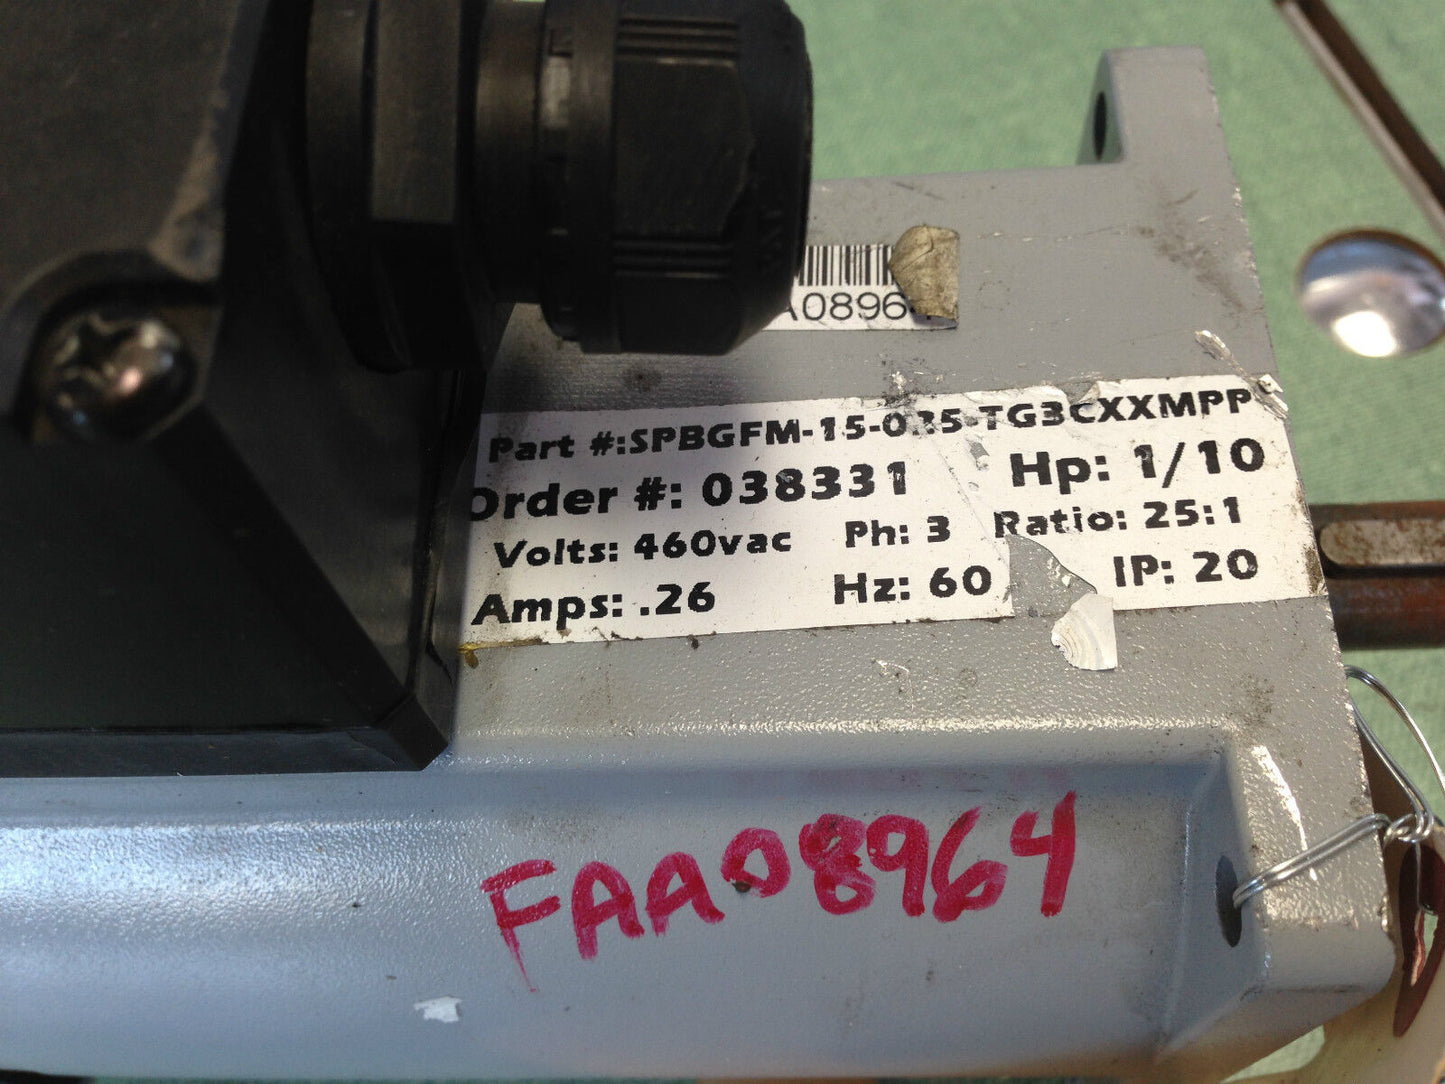 A08964
Part #:SPBGFM-15-025-TG3CXXMPP
Order #: 038331 Hp: 1/10
Volts: 460vac Ph: 3 Ratio: 25:1
Amps: .26 Hz: 60 IP: 20
FAA08964